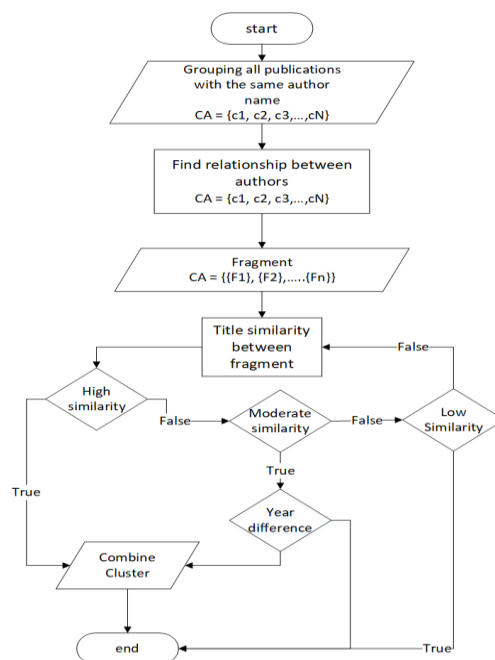 start
Grouping all publications
with the same author
name
CA = {c1, c2, c3,...,cN}
Find relationship between
authors
CA = {c1, c2, c3,...,cN}
Fragment
CA = {{F1}, {F2},.....{Fn}}
Title similarity
between
fragment
False
High
similarity
False
Moderate
similarity
False
Low
Similarity
True
True
Year
difference
Combine
Cluster
end
True